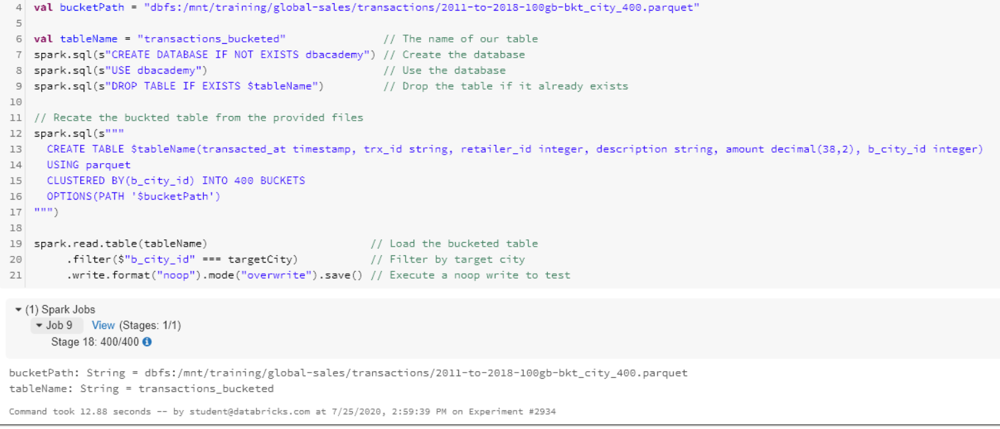 4 val bucketPath = "dbfs:/mnt/training/global-sales/transactions/2011-to-2018-100gb-bkt_city_400.parquet"
5
6 val tableName = "transactions_bucketed" // The name of our table
7 spark.sql(s"CREATE DATABASE IF NOT EXISTS dbacademy") // Create the database
8 spark.sql(s"USE dbacademy") // Use the database
9 spark.sql(s"DROP TABLE IF EXISTS $tableName") // Drop the table if it already exists
10
11 // Recate the buckted table from the provided files
12 spark.sql(s"""
13 CREATE TABLE $tableName(transacted_at timestamp, trx_id string, retailer_id integer, description string, amount decimal(38,2), b_city_id integer)
14 USING parquet
15 CLUSTERED BY(b_city_id) INTO 400 BUCKETS
16 OPTIONS(PATH '$bucketPath')
17 """)
18
19 spark.read.table(tableName) // Load the bucketed table
20 .filter($"b_city_id" === targetCity) // Filter by target city
21 .write.format("noop").mode("overwrite").save() // Execute a noop write to test
(1) Spark Jobs
Job 9 View (Stages: 1/1)
Stage 18: 400/400
bucketPath: String = dbfs:/mnt/training/global-sales/transactions/2011-to-2018-100gb-bkt_city_400.parquet
tableName: String = transactions_bucketed
Command took 12.88 seconds -- by student@databricks.com at 7/25/2020, 2:59:39 PM on Experiment #2934